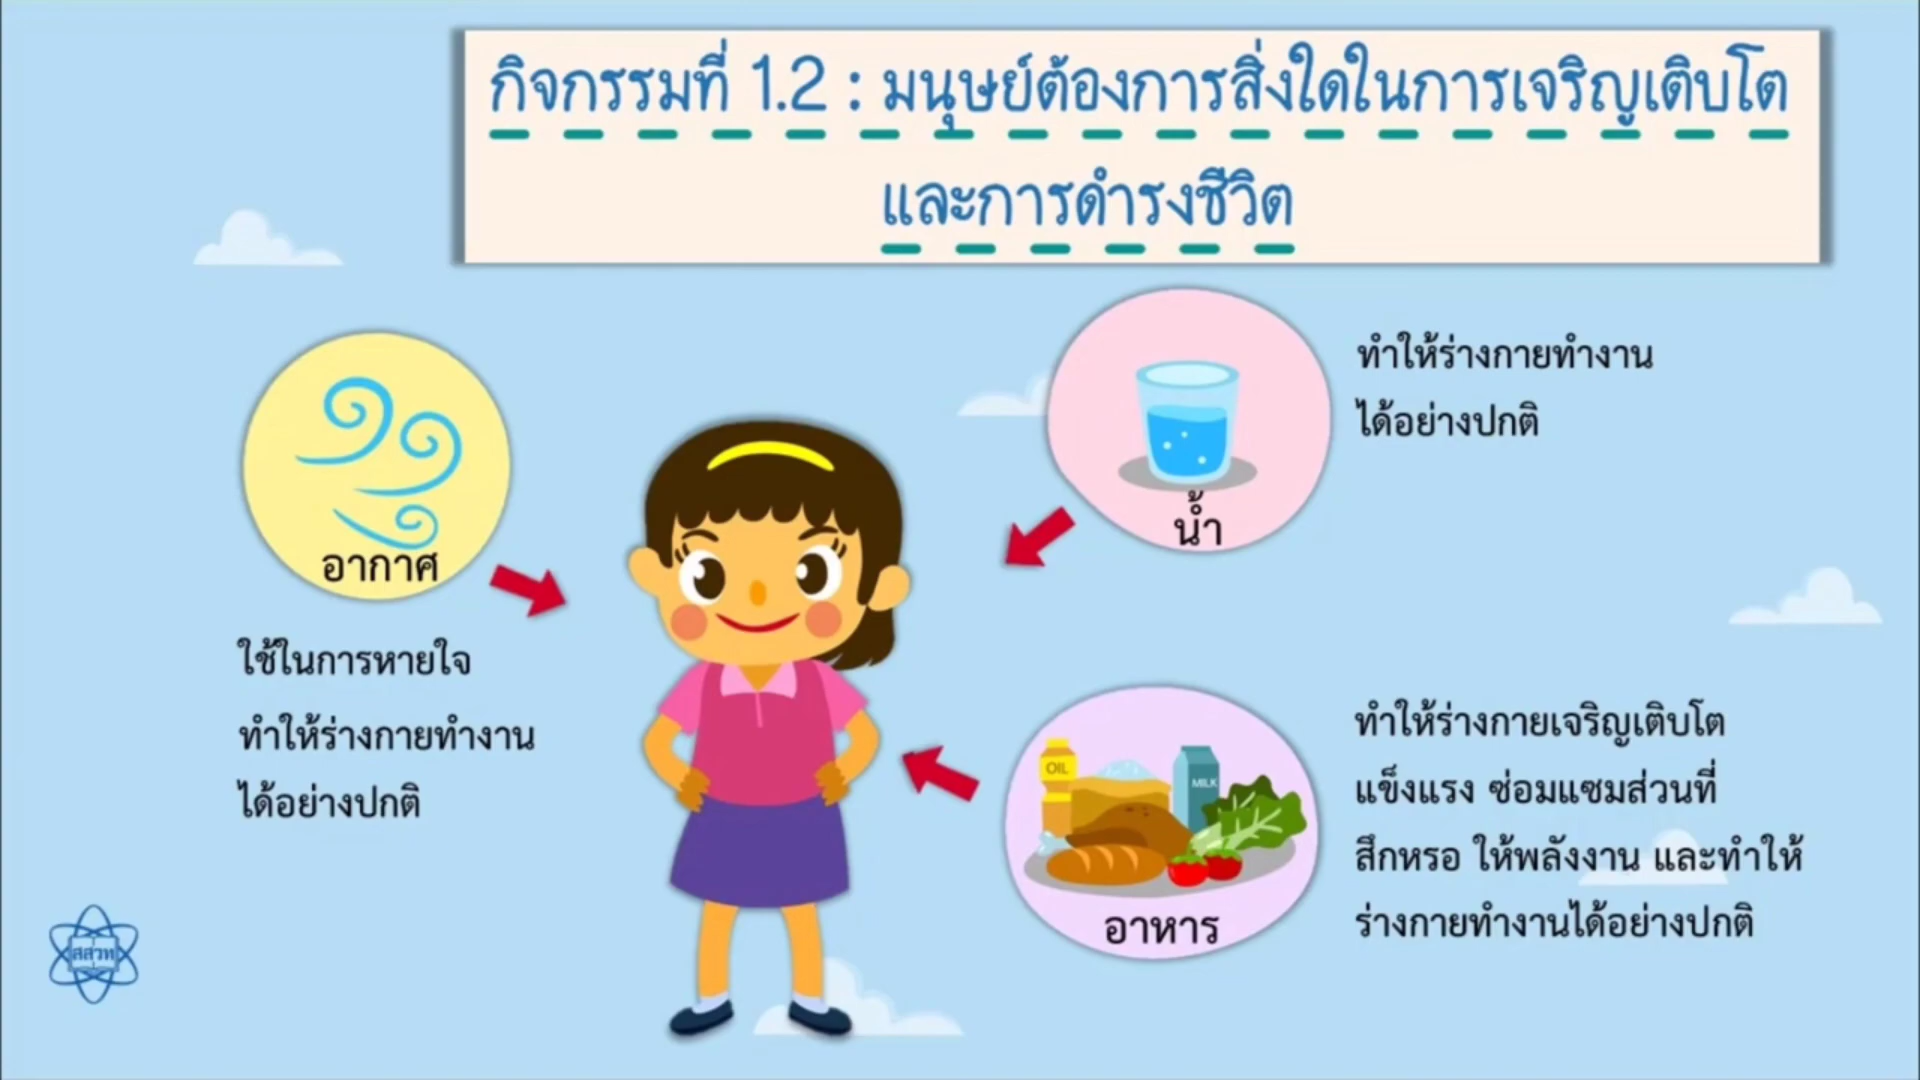 กิจกรรมที่ 1.2 : มนุษย์ต้องการสิ่งใดในการเจริญเติบโต
และการดำรงชีวิต
อากาศ
ใช้ในการหายใจ
ทำให้ร่างกายทำงาน
ได้อย่างปกติ
น้ำ
ทำให้ร่างกายทำงาน
ได้อย่างปกติ
OIL
MILK
อาหาร
ทำให้ร่างกายเจริญเติบโต
แข็งแรง ซ่อมแซมส่วนที่
สึกหรอ ให้พลังงาน และทำให้
ร่างกายทำงานได้อย่างปกติ
สสวท